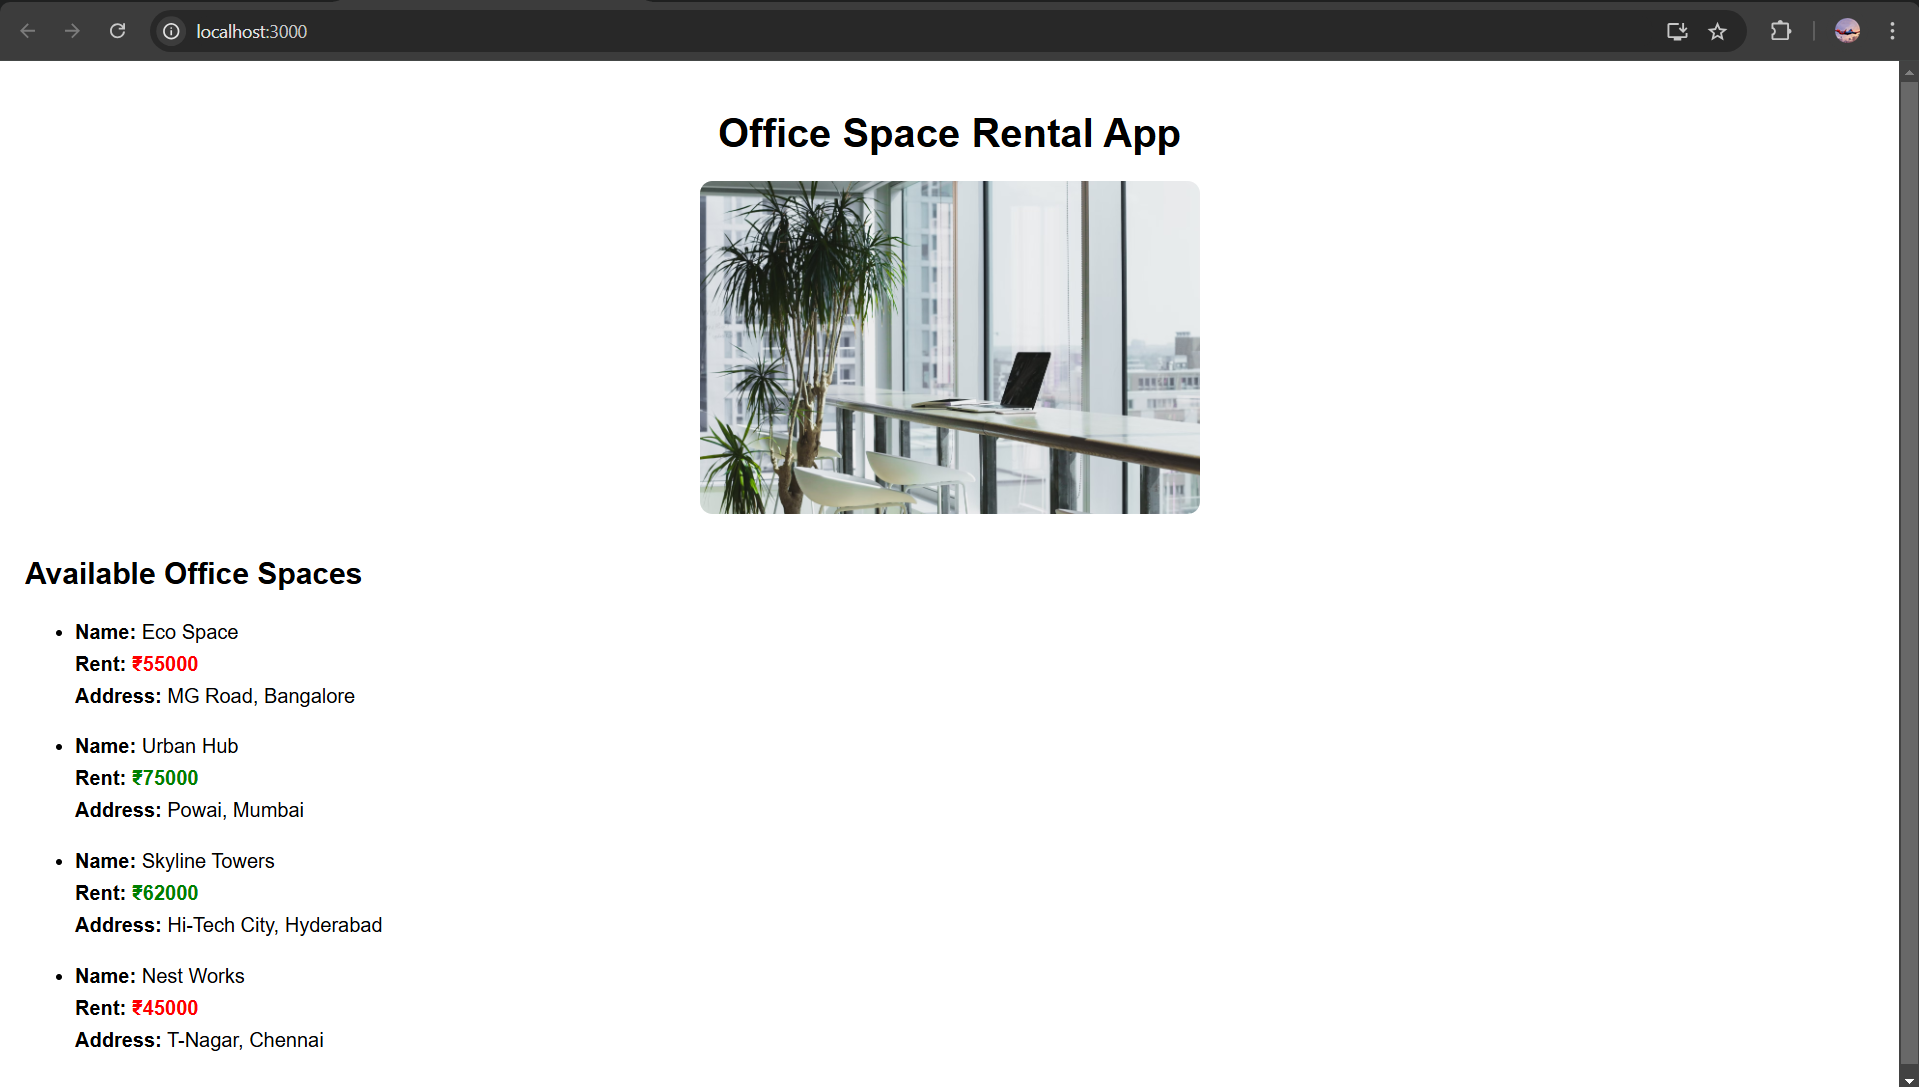 localhost:3000
Office Space Rental App
Available Office Spaces
Name: Eco Space
Rent: ₹55000
Address: MG Road, Bangalore
Name: Urban Hub
Rent: ₹75000
Address: Powai, Mumbai
Name: Skyline Towers
Rent: ₹62000
Address: Hi-Tech City, Hyderabad
Name: Nest Works
Rent: ₹45000
Address: T-Nagar, Chennai